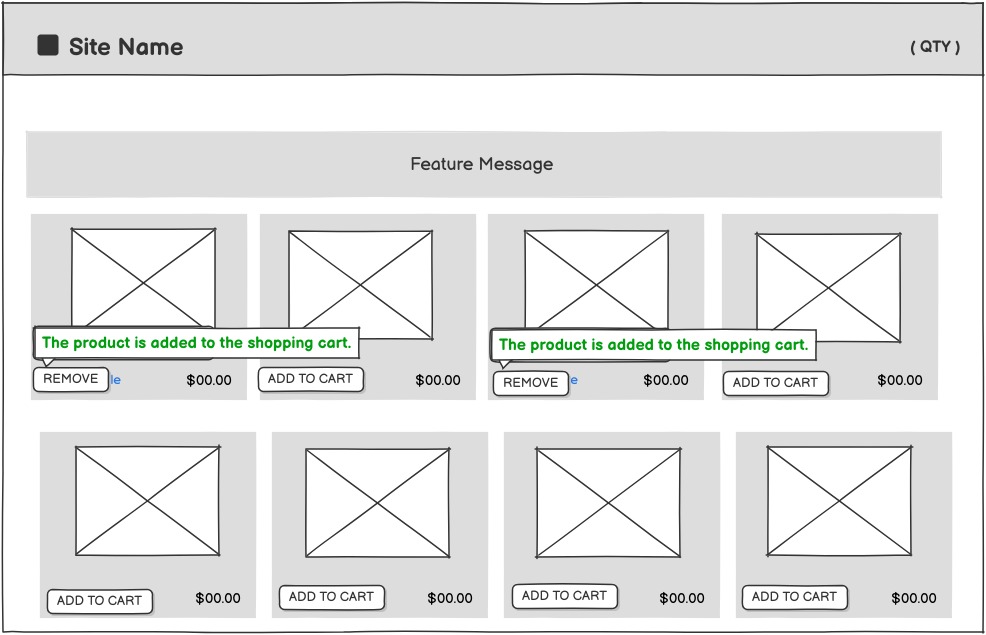 Site Name
( QTY )
Feature Message
The product is added to the shopping cart.
The product is added to the shopping cart.
REMOVE
le
$00.00
ADD TO CART
$00.00
REMOVE
e
$00.00
ADD TO CART
$00.00
ADD TO CART
$00.00
ADD TO CART
$00.00
ADD TO CART
$00.00
ADD TO CART
$00.00